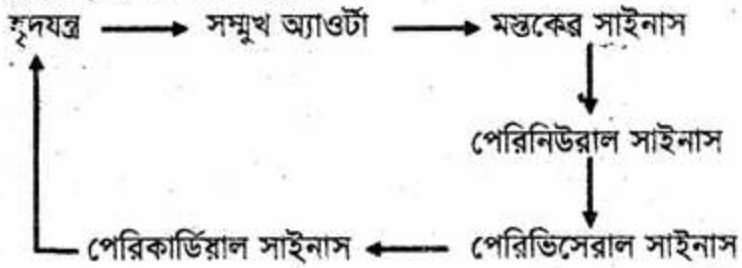 হৃদযন্ত্র → সম্মুখ অ্যাওর্টা → মস্তকের সাইনাস
পেরিনিউরাল সাইনাস
পেরিকার্ডিয়াল সাইনাস ← পেরিভিসেরাল সাইনাস